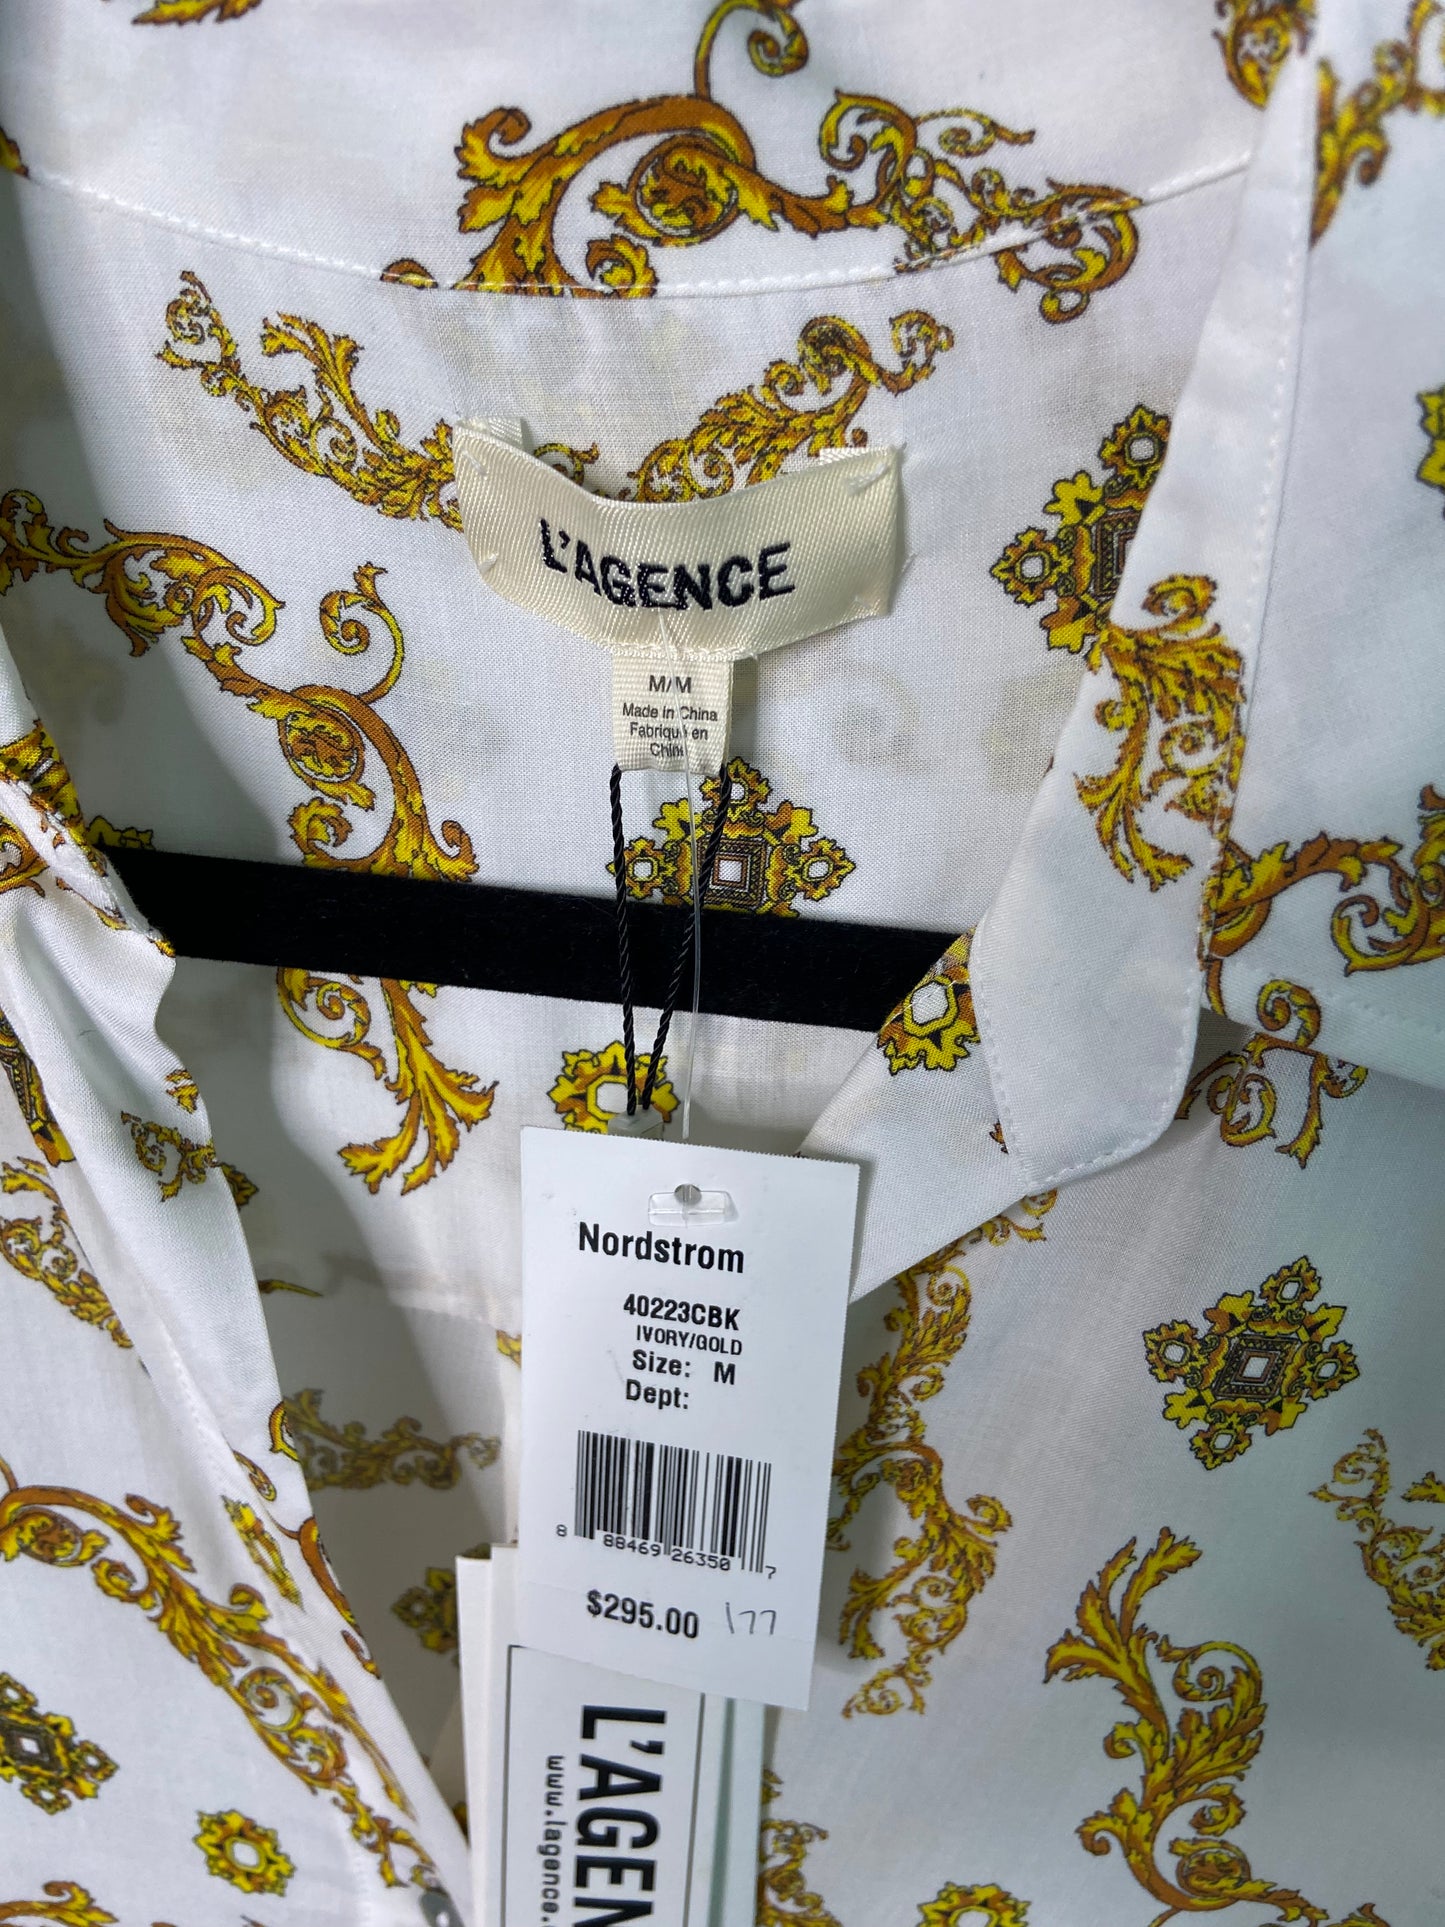 L'AGENCE
M/M
Made in China
Fabriqué en
Chine
Nordstrom
40223CBK
IVORY/GOLD
Size: M
Dept:
8 88469 26350 7
$295.00 177
L'AGEN
www.lagence.